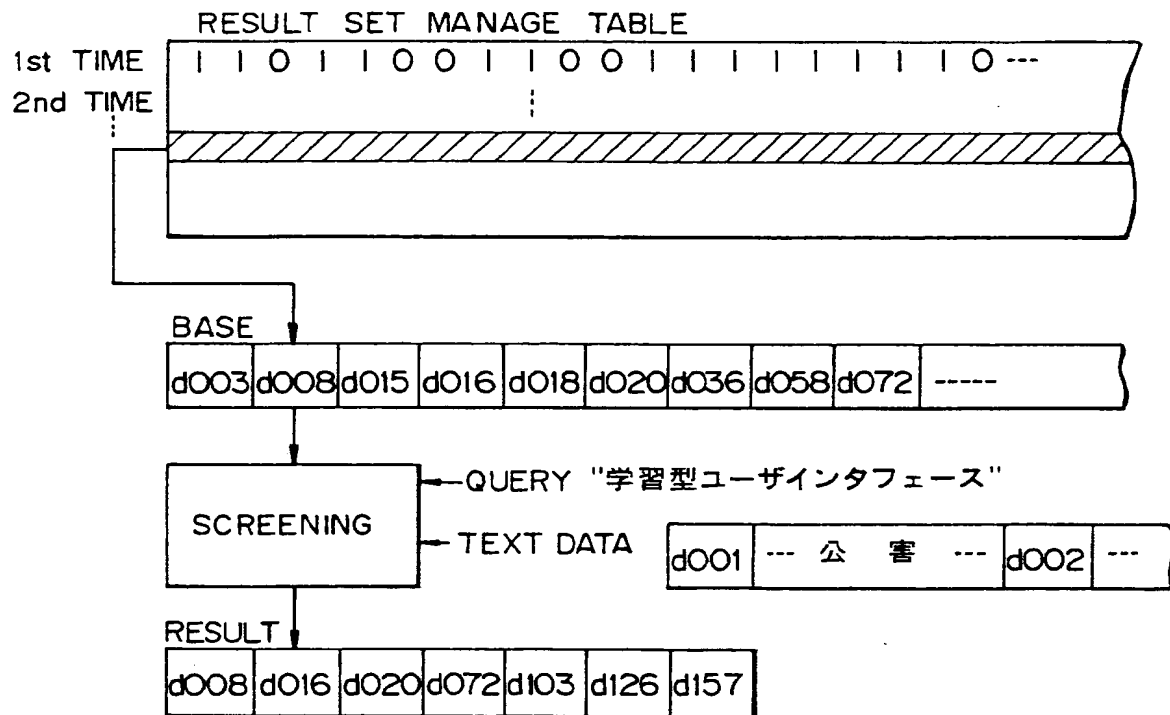 RESULT SET MANAGE TABLE
1st TIME 1 1 0 1 1 0 0 1 1 0 0 1 1 1 1 1 1 1 1 0 ---
2nd TIME
BASE
d003 d008 d015 d016 d018 d020 d036 d058 d072 -----
SCREENING
QUERY "学習型ユーザインタフェース"
TEXT DATA
d001 --- 公 害 --- d002 ---
RESULT
d008 d016 d020 d072 d103 d126 d157